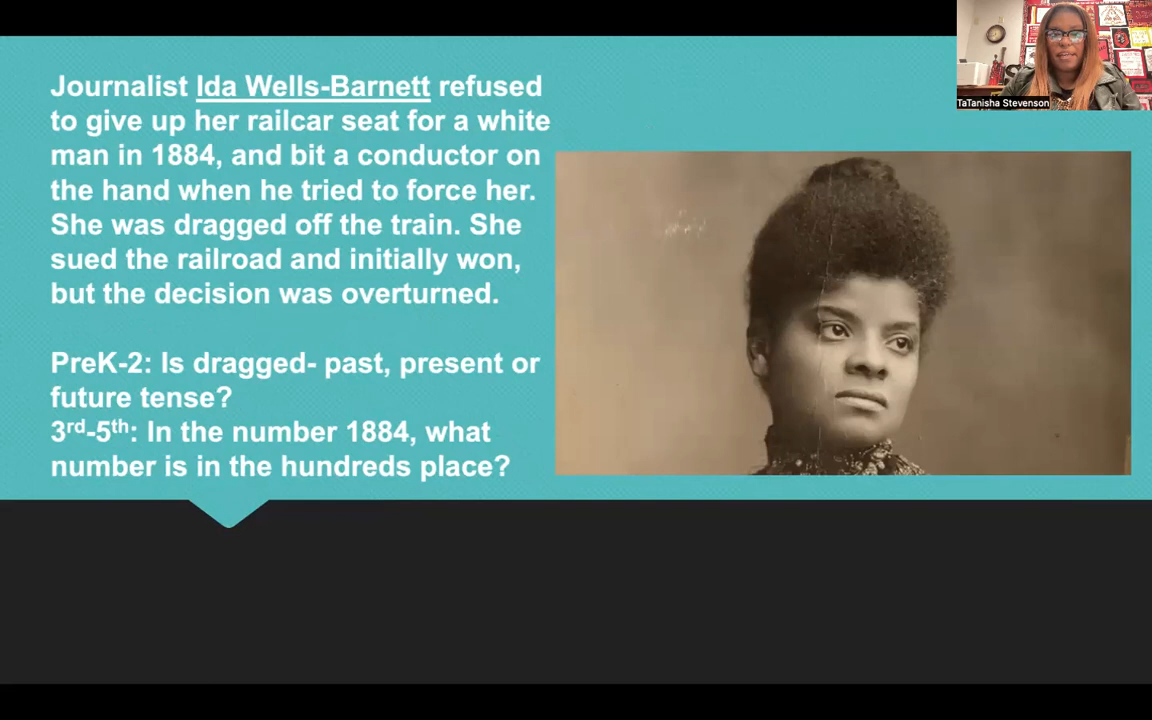 Journalist Ida Wells-Barnett refused
to give up her railcar seat for a white
man in 1884, and bit a conductor on
the hand when he tried to force her.
She was dragged off the train. She
sued the railroad and initially won,
but the decision was overturned.
PreK-2: Is dragged- past, present or
future tense?
3rd-5th: In the number 1884, what
number is in the hundreds place?
TaTanisha Stevenson